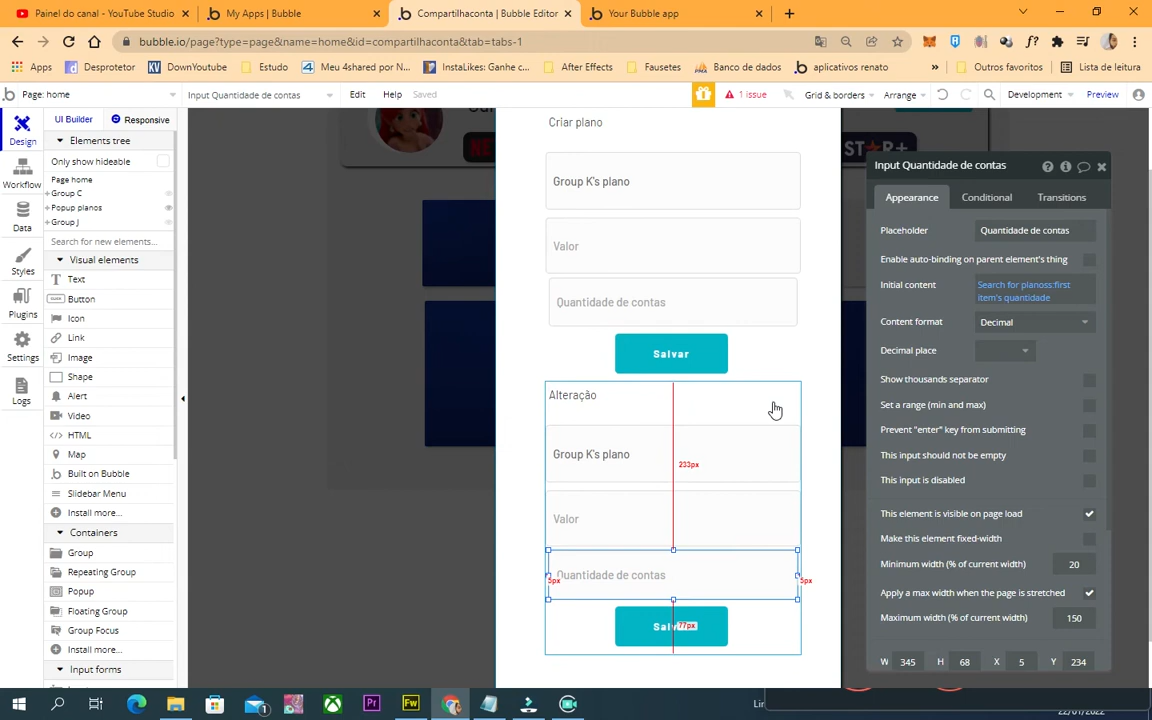 Painel do canal - YouTube Studio
My Apps | Bubble
Compartilhaconta | Bubble Editor
Your Bubble app
bubble.io/page?type=page&name=home&id=compartilhaconta&tab=tabs-1
Apps
Desprotetor
DownYoutube
Estudo
Meu 4shared por N...
InstaLikes: Ganhe c...
After Effects
Fausetes
Banco de dados
aplicativos renato
Outros favoritos
Lista de leitura
Page: home
Input Quantidade de contas
Edit
Help
Saved
1 issue
Grid & borders
Arrange
Development
Preview
Design
Workflow
Data
Styles
Plugins
Settings
Logs
UI Builder
Responsive
Elements tree
Only show hideable
Page home
Group C
Popup planos
Group J
Search for new elements...
Visual elements
Text
Button
Icon
Link
Image
Shape
Alert
Video
HTML
Map
Built on Bubble
Slidebar Menu
Install more...
Containers
Group
Repeating Group
Popup
Floating Group
Group Focus
Install more...
Input forms
Criar plano
Group K's plano
Valor
Quantidade de contas
Salvar
Alteração
Group K's plano
233px
Valor
Quantidade de contas
5px
5px
77px
Input Quantidade de contas
Appearance
Conditional
Transitions
Placeholder
Quantidade de contas
Enable auto-binding on parent element's thing
Initial content
Search for planoss:first
item's quantidade
Content format
Decimal
Decimal place
Show thousands separator
Set a range (min and max)
Prevent "enter" key from submitting
This input should not be empty
This input is disabled
This element is visible on page load
Make this element fixed-width
Minimum width (% of current width)
20
Apply a max width when the page is stretched
Maximum width (% of current width)
150
W 345 H 68 X 5 Y 234
22/01/2022